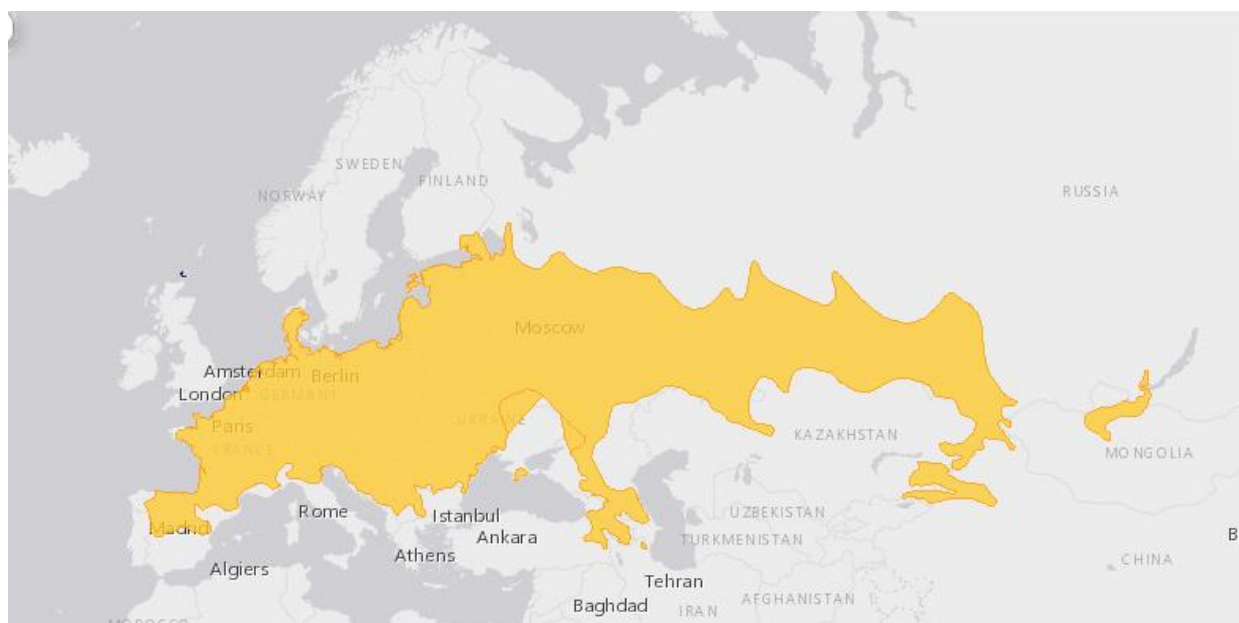 SWEDEN
FINLAND
NORWAY
RUSSIA
Moscow
Amsterdam
Berlin
London
GERMANY
Paris
UKRAINE
FRANCE
KAZAKHSTAN
MONGOLIA
Rome
Istanbul
UZBEKISTAN
Madrid
Ankara
TURKMENISTAN
B
Athens
CHINA
Algiers
Tehran
AFGHANISTAN
Baghdad
IRAN
MOROCCO